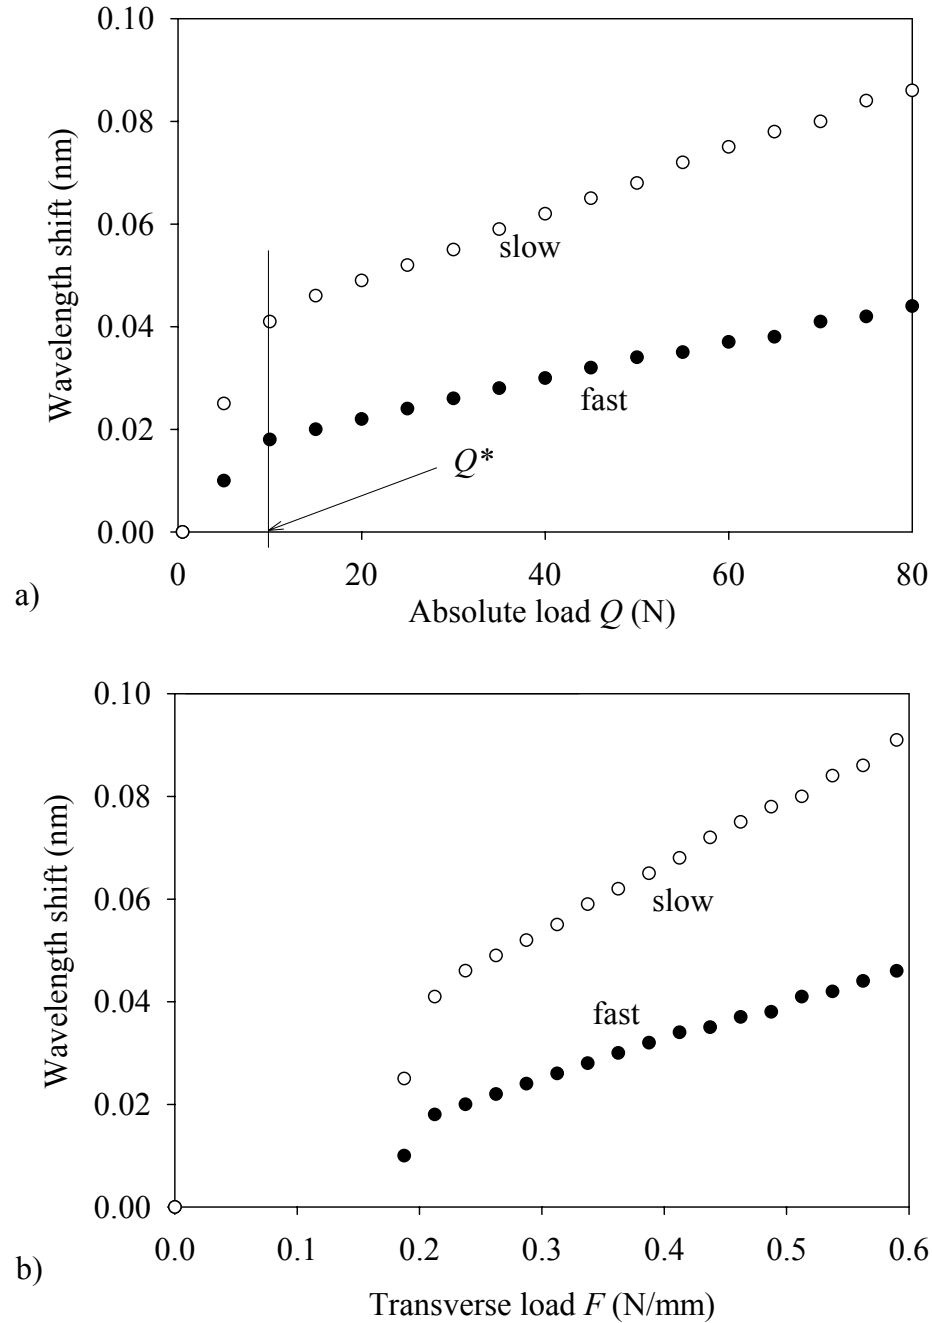 0.10
0.08
0.06
0.04
0.02
0.00
Wavelength shift (nm)
slow
fast
Q*
0 20 40 60 80
a)
Absolute load Q (N)
0.10
0.08
0.06
0.04
0.02
0.00
Wavelength shift (nm)
slow
fast
0.0 0.1 0.2 0.3 0.4 0.5 0.6
b)
Transverse load F (N/mm)